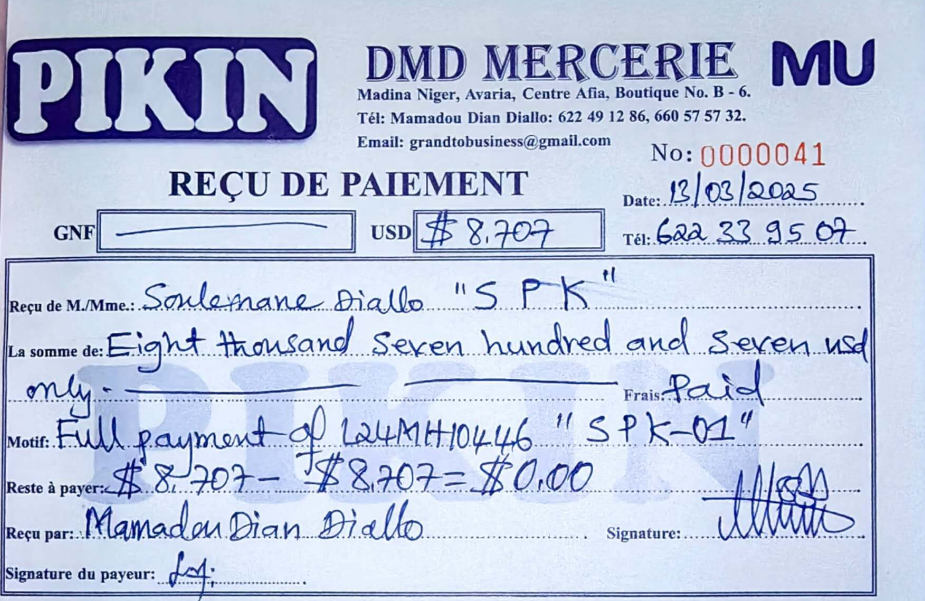 PIKIN
DMD MERCERIE MU
Madina Niger, Avaria, Centre Afia, Boutique No. B - 6.
Tél: Mamadou Dian Diallo: 622 49 12 86, 660 57 57 32.
Email: grandtobusiness@gmail.com
No: 0000041
REÇU DE PAIEMENT
Date: 13/03/2025
GNF USD $ 8.707
Tél: 622 33 95 07
Reçu de M./Mme.: Soulemane Diallo "S P K"
La somme de: Eight thousand Seven hundred and Seven usd
only. Frais: Paid
Motif: Full payment of L24MH10446 "SPK-01"
Reste à payer: $ 8.707 - $8.707 = $0.00
Reçu par: Mamadou Dian Diallo Signature:
Signature du payeur:
PIKIN